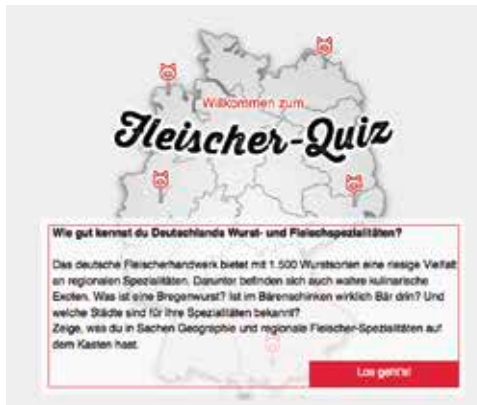 Willkommen zum
Fleischer-Quiz
Wie gut kennst du Deutschlands Wurst- und Fleischspezialitäten?
Das deutsche Fleischerhandwerk bietet mit 1.500 Wurstsorten eine riesige Vielfalt
an regionalen Spezialitäten. Darunter befinden sich auch wahre kulinarische
Exoten. Was ist eine Bregenwurst? Ist im Bärenschinken wirklich Bär drin? Und
welche Städte sind für ihre Spezialitäten bekannt?
Zeige, was du in Sachen Geographie und regionale Fleischer-Spezialitäten auf
dem Kasten hast.
Los geht's!